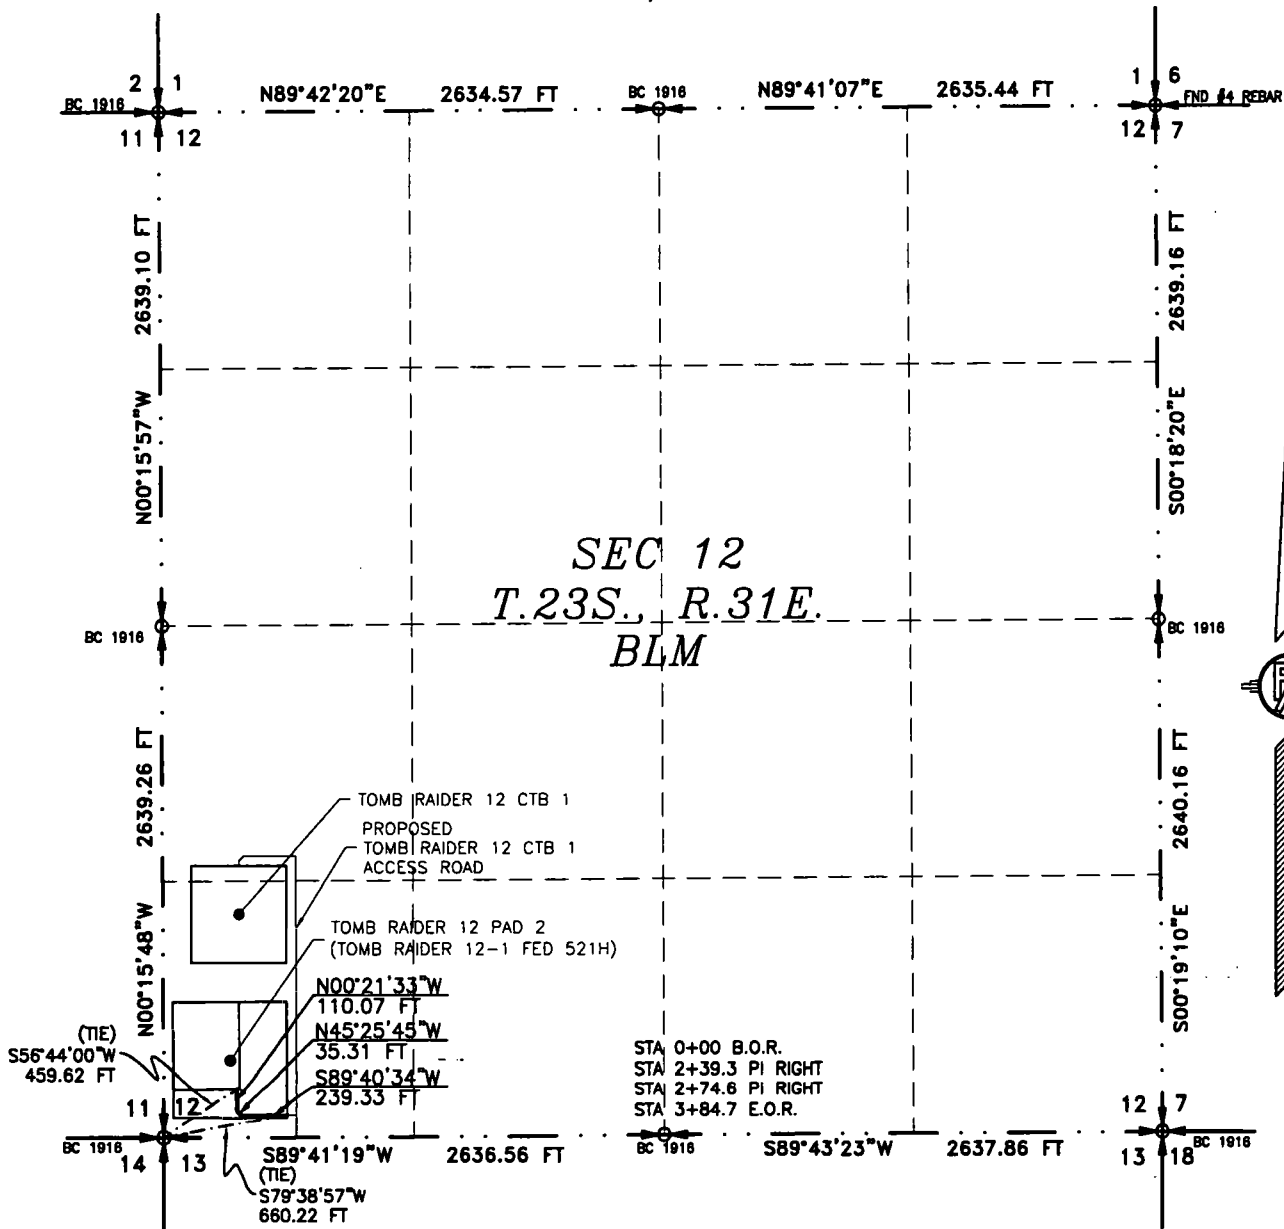 2 1
BC 1916
11 12
N89°42'20"E 2634.57 FT
BC 1916
N89°41'07"E 2635.44 FT
1 6
FND #4 REBAR
12 7
2639.10 FT
N00°15'57"W
2639.16 FT
S00°18'20"E
SEC 12
T.23S., R.31E.
BLM
BC 1916
BC 1916
2639.26 FT
N00°15'48"W
2640.16 FT
S00°19'10"E
TOMB RAIDER 12 CTB 1
PROPOSED
TOMB RAIDER 12 CTB 1
ACCESS ROAD
TOMB RAIDER 12 PAD 2
(TOMB RAIDER 12-1 FED 521H)
N00°21'33"W
110.07 FT
N45°25'45"W
35.31 FT
S89°40'34"W
239.33 FT
(TIE)
S56°44'00"W
459.62 FT
STA 0+00 B.O.R.
STA 2+39.3 PI RIGHT
STA 2+74.6 PI RIGHT
STA 3+84.7 E.O.R.
11 12
BC 1916
14 13
S89°41'19"W 2636.56 FT
BC 1916
S89°43'23"W 2637.86 FT
12 7
BC 1916
13 18
(TIE)
S79°38'57"W
660.22 FT